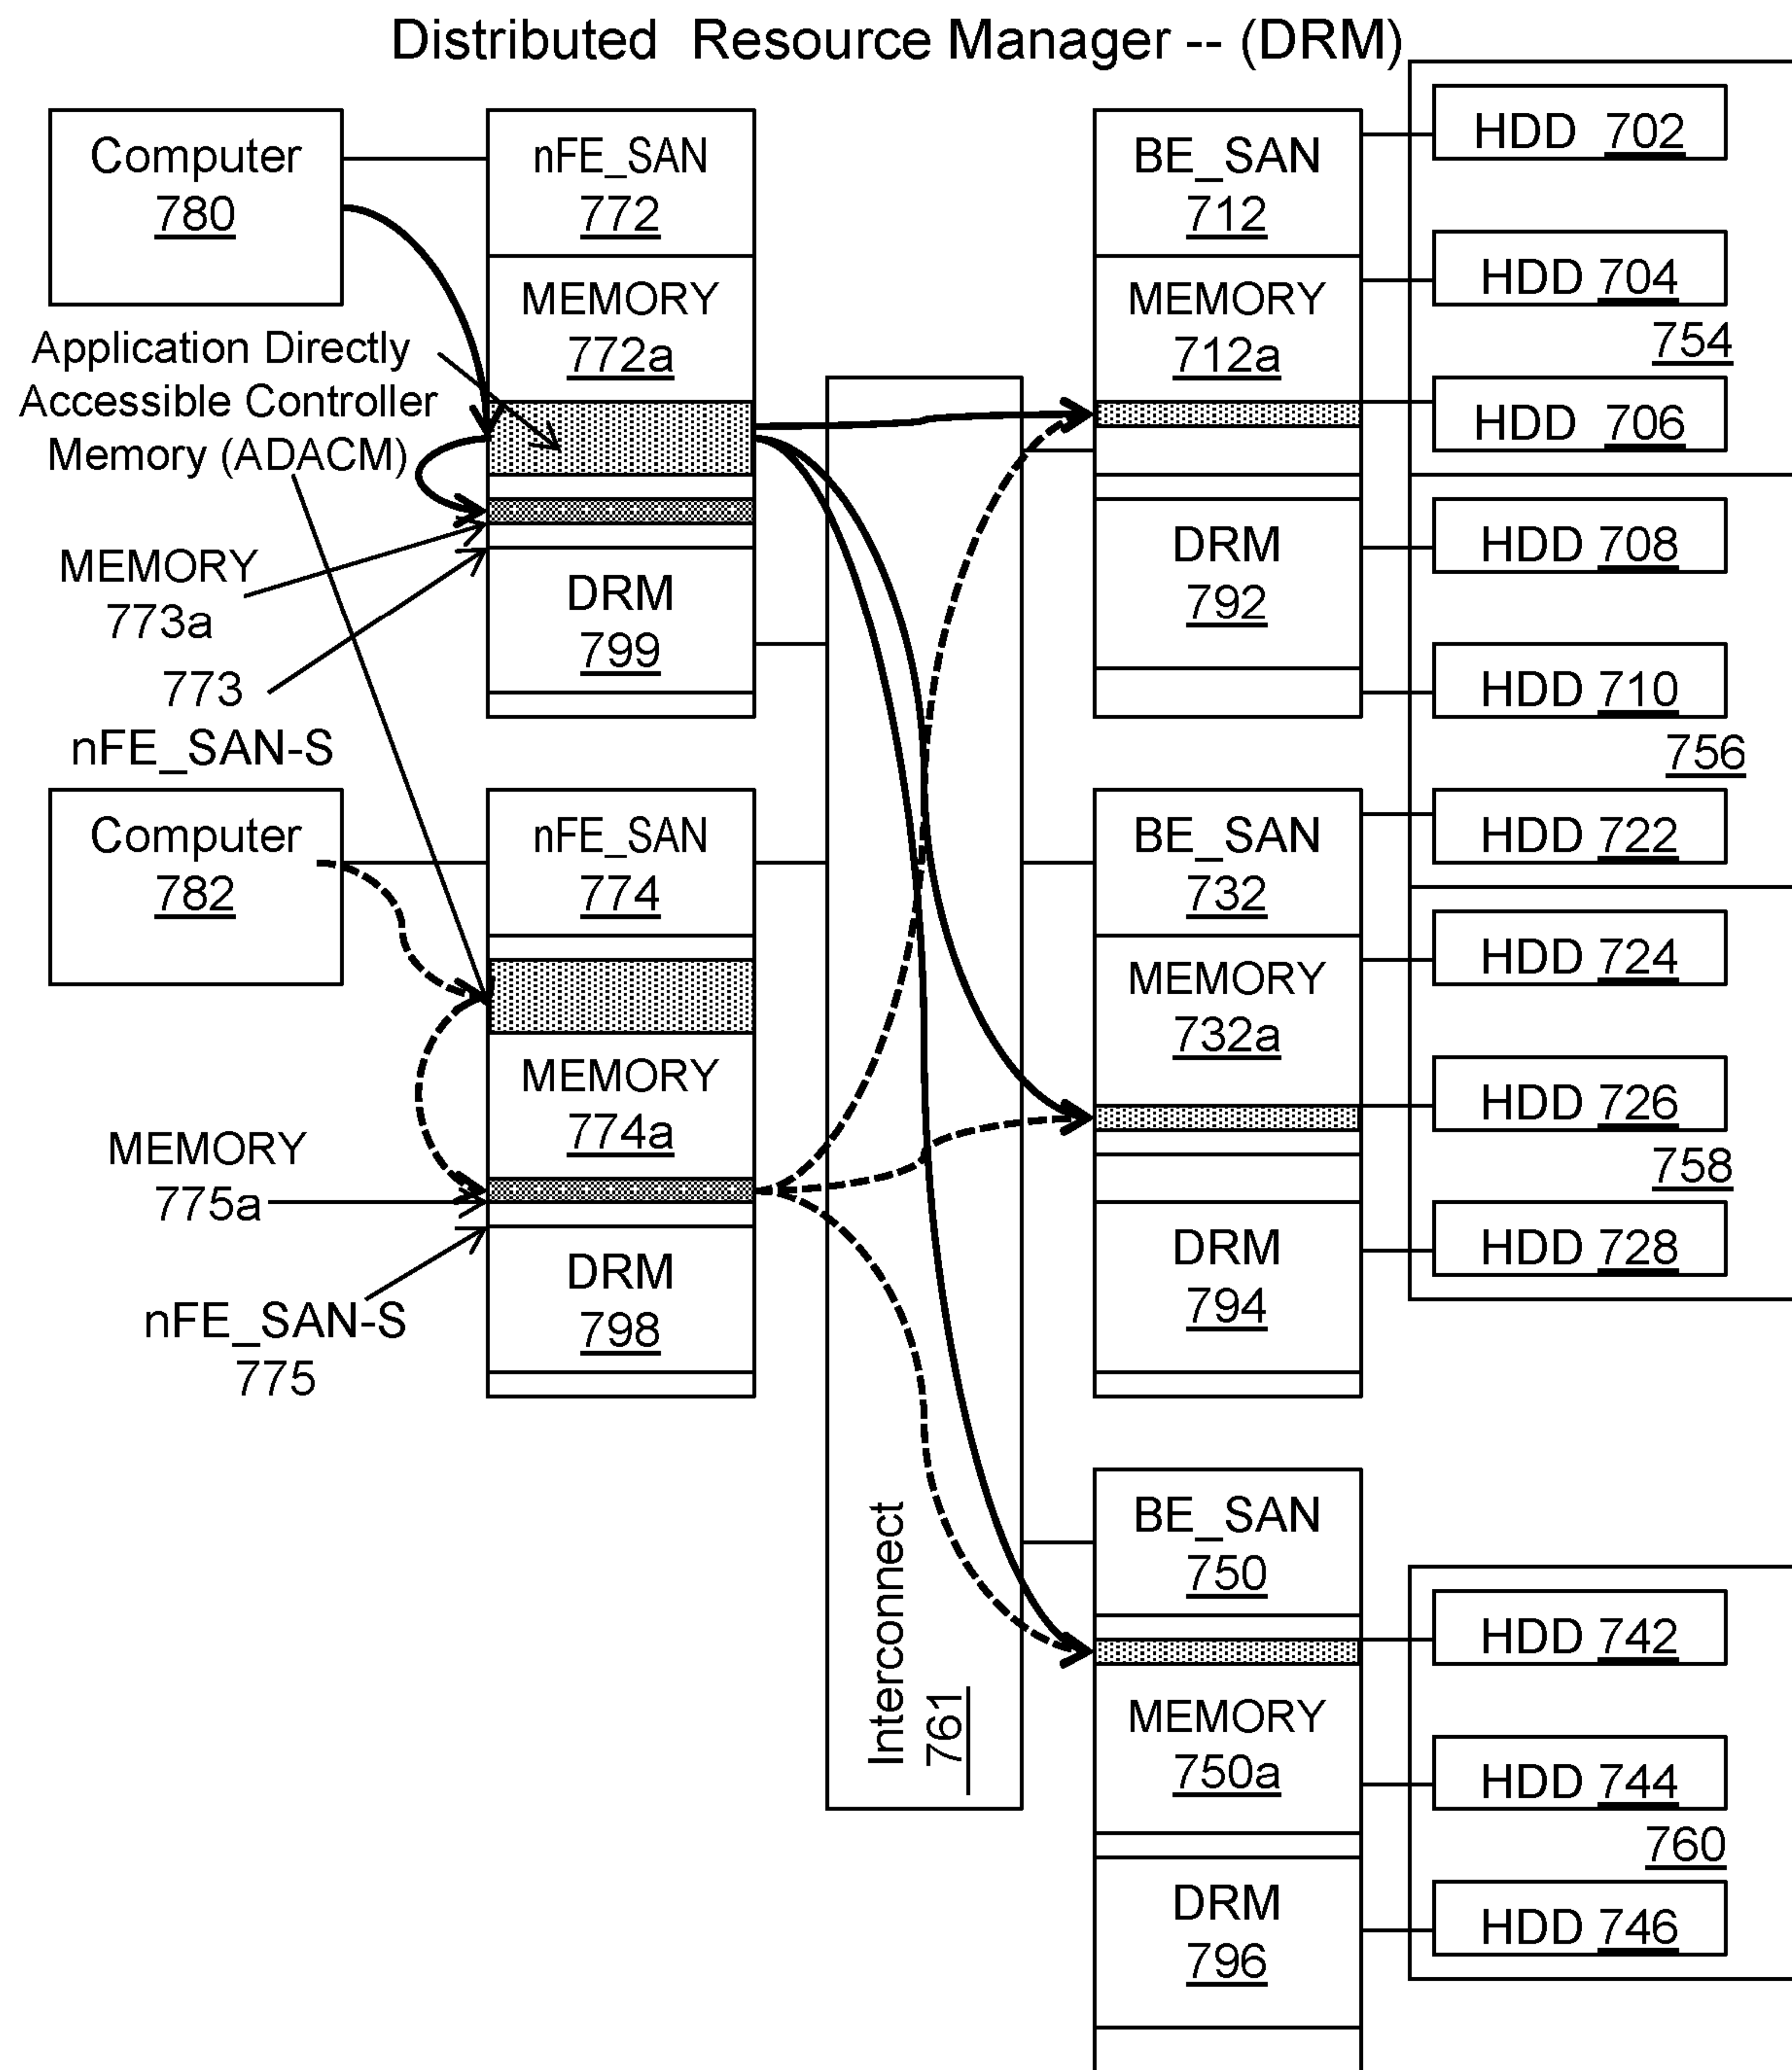 Distributed Resource Manager -- (DRM)
Computer
780
nFE_SAN
772
MEMORY
772a
Application Directly
Accessible Controller
Memory (ADACM)
MEMORY
773a
773
nFE_SAN-S
DRM
799
Computer
782
nFE_SAN
774
MEMORY
774a
MEMORY
775a
nFE_SAN-S
775
DRM
798
Interconnect
761
BE_SAN
712
MEMORY
712a
DRM
792
BE_SAN
732
MEMORY
732a
DRM
794
BE_SAN
750
MEMORY
750a
DRM
796
HDD 702
HDD 704
754
HDD 706
HDD 708
HDD 710
756
HDD 722
HDD 724
HDD 726
758
HDD 728
HDD 742
HDD 744
760
HDD 746